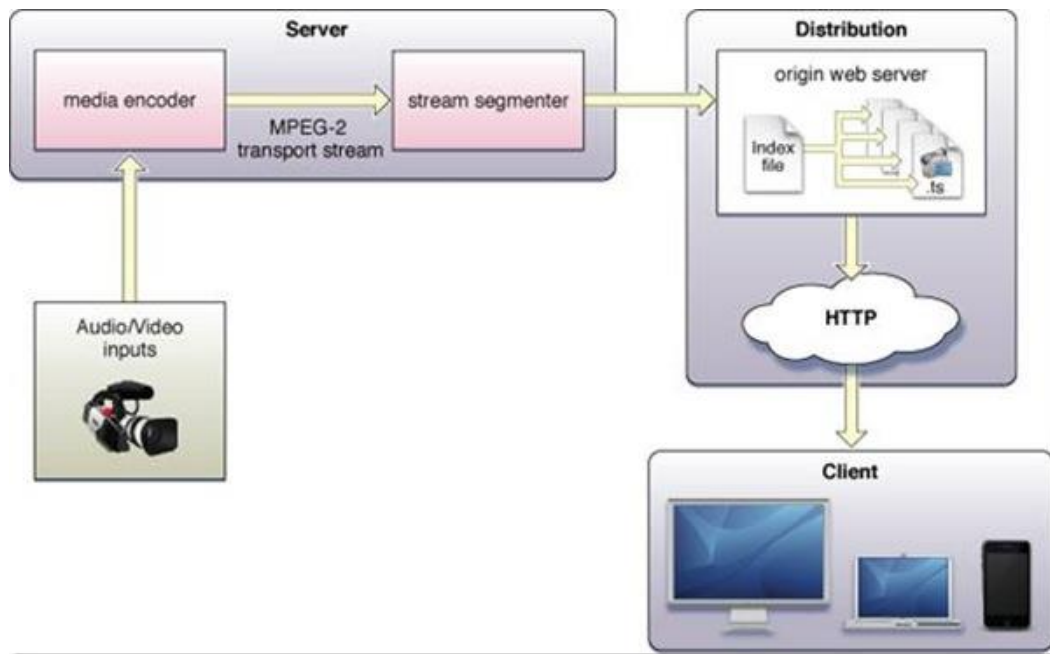 Server
media encoder
MPEG-2
transport stream
stream segmenter
Distribution
origin web server
Index
file
.ts
HTTP
Audio/Video
inputs
Client